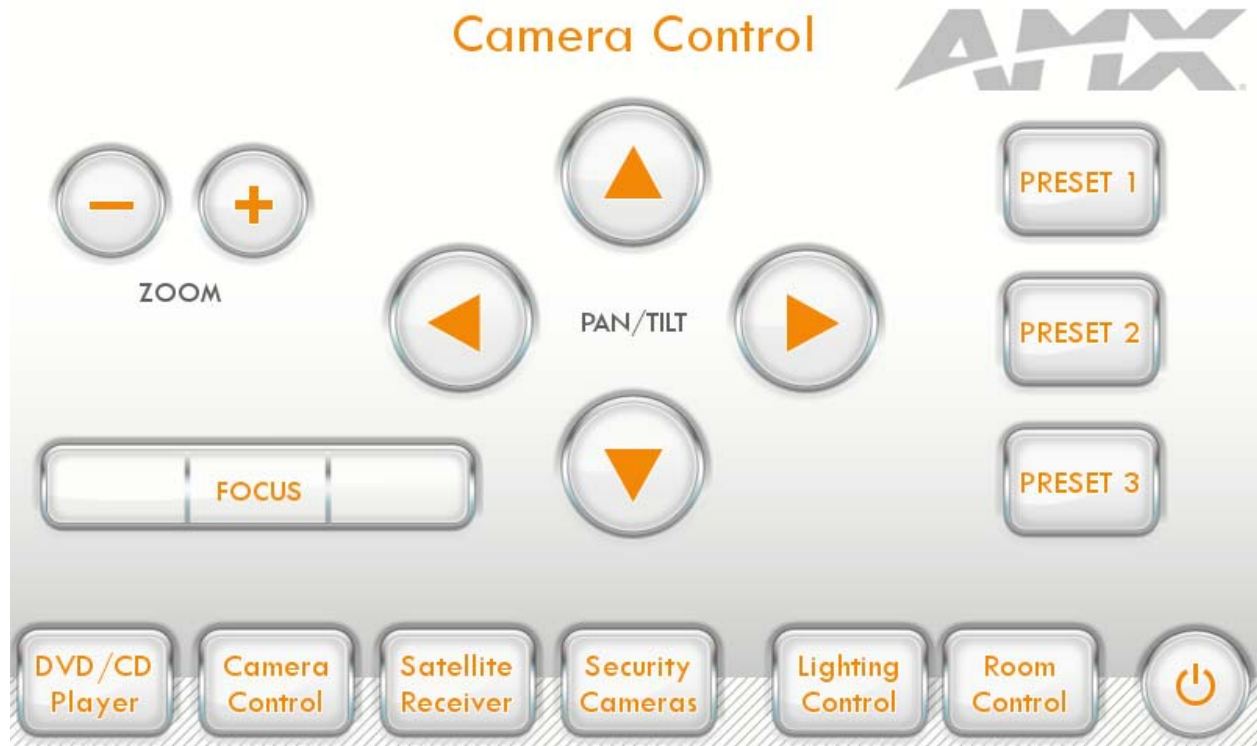 Camera Control
AMX
PRESET 1
ZOOM
PAN/TILT
PRESET 2
FOCUS
PRESET 3
DVD/CD
Player
Camera
Control
Satellite
Receiver
Security
Cameras
Lighting
Control
Room
Control